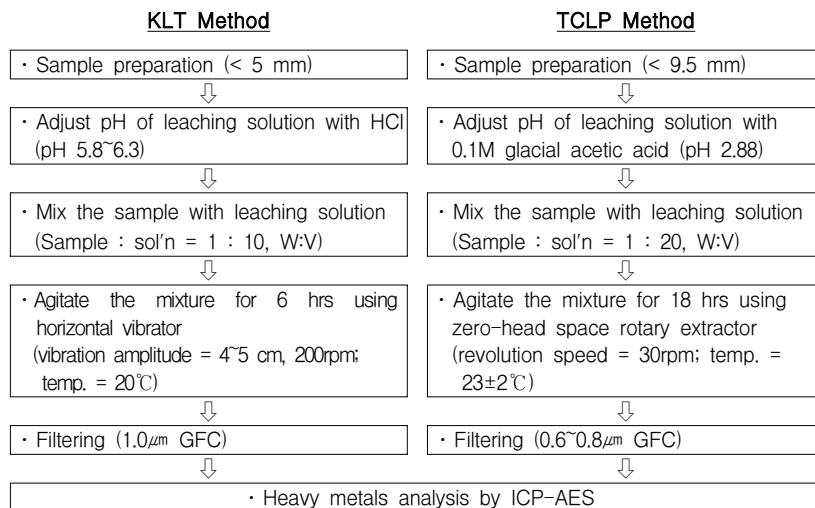 KLT Method
· Sample preparation (< 5 mm)
· Adjust pH of leaching solution with HCl
(pH 5.8~6.3)
· Mix the sample with leaching solution
(Sample : sol'n = 1 : 10, W:V)
· Agitate the mixture for 6 hrs using
horizontal vibrator
(vibration amplitude = 4~5 cm, 200rpm;
temp. = 20℃)
· Filtering (1.0㎛ GFC)
TCLP Method
· Sample preparation (< 9.5 mm)
· Adjust pH of leaching solution with
0.1M glacial acetic acid (pH 2.88)
· Mix the sample with leaching solution
(Sample : sol'n = 1 : 20, W:V)
· Agitate the mixture for 18 hrs using
zero-head space rotary extractor
(revolution speed = 30rpm; temp. =
23±2℃)
· Filtering (0.6~0.8㎛ GFC)
· Heavy metals analysis by ICP-AES